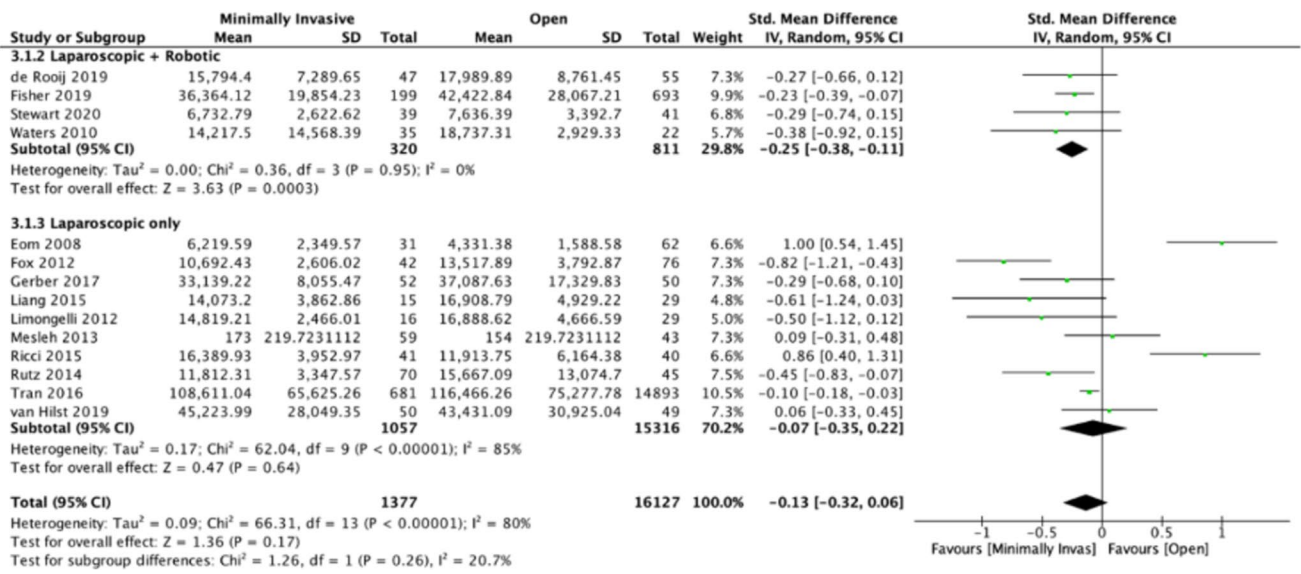 Minimally Invasive Open Std. Mean Difference Std. Mean Difference
Study or Subgroup Mean SD Total Mean SD Total Weight IV, Random, 95% CI IV, Random, 95% CI
3.1.2 Laparoscopic + Robotic
de Rooij 2019 15,794.4 7,289.65 47 17,989.89 8,761.45 55 7.3% -0.27 [-0.66, 0.12]
Fisher 2019 36,364.12 19,854.23 199 42,422.84 28,067.21 693 9.9% -0.23 [-0.39, -0.07]
Stewart 2020 6,732.79 2,622.62 39 7,636.39 3,392.7 41 6.8% -0.29 [-0.74, 0.15]
Waters 2010 14,217.5 14,568.39 35 18,737.31 2,929.33 22 5.7% -0.38 [-0.92, 0.15]
Subtotal (95% CI) 320 811 29.8% -0.25 [-0.38, -0.11]
Heterogeneity: Tau² = 0.00; Chi² = 0.36, df = 3 (P = 0.95); I² = 0%
Test for overall effect: Z = 3.63 (P = 0.0003)
3.1.3 Laparoscopic only
Eom 2008 6,219.59 2,349.57 31 4,331.38 1,588.58 62 6.6% 1.00 [0.54, 1.45]
Fox 2012 10,692.43 2,606.02 42 13,517.89 3,792.87 76 7.3% -0.82 [-1.21, -0.43]
Gerber 2017 33,139.22 8,055.47 52 37,087.63 17,329.83 50 7.3% -0.29 [-0.68, 0.10]
Liang 2015 14,073.2 3,862.86 15 16,908.79 4,929.22 29 4.8% -0.61 [-1.24, 0.03]
Limongelli 2012 14,819.21 2,466.01 16 16,888.62 4,666.59 29 5.0% -0.50 [-1.12, 0.12]
Mesleh 2013 173 219.7231112 59 154 219.7231112 43 7.3% 0.09 [-0.31, 0.48]
Ricci 2015 16,389.93 3,952.97 41 11,913.75 6,164.38 40 6.6% 0.86 [0.40, 1.31]
Rutz 2014 11,812.31 3,347.57 70 15,667.09 13,074.7 45 7.2% -0.45 [-0.83, -0.07]
Tran 2016 108,611.04 65,625.26 681 116,466.26 75,277.78 14893 10.5% -0.10 [-0.18, -0.03]
van Hilst 2019 45,223.99 28,049.35 50 43,431.09 30,925.04 49 7.3% 0.06 [-0.33, 0.45]
Subtotal (95% CI) 1057 15316 70.2% -0.07 [-0.35, 0.22]
Heterogeneity: Tau² = 0.17; Chi² = 62.04, df = 9 (P < 0.00001); I² = 85%
Test for overall effect: Z = 0.47 (P = 0.64)
Total (95% CI) 1377 16127 100.0% -0.13 [-0.32, 0.06]
Heterogeneity: Tau² = 0.09; Chi² = 66.31, df = 13 (P < 0.00001); I² = 80%
Test for overall effect: Z = 1.36 (P = 0.17)
Test for subgroup differences: Chi² = 1.26, df = 1 (P = 0.26), I² = 20.7%
-1 -0.5 0 0.5 1
Favours [Minimally Invas] Favours [Open]